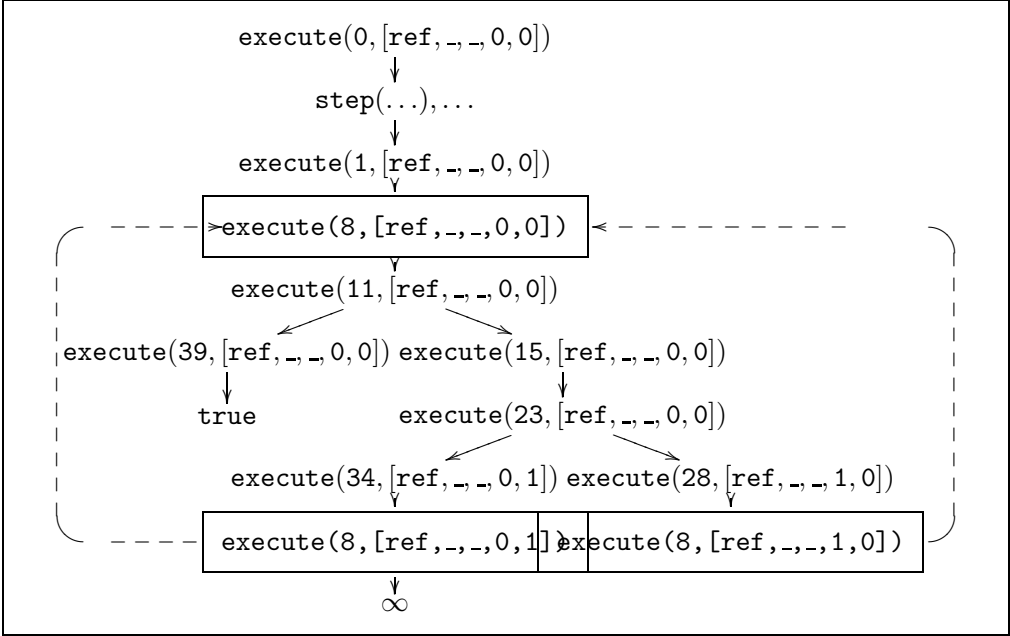 execute(0, [ref, _, _, 0, 0])
step(...), ...
execute(1, [ref, _, _, 0, 0])
execute(8,[ref,_,_,0,0])
execute(11, [ref, _, _, 0, 0])
execute(39, [ref, _, _, 0, 0]) execute(15, [ref, _, _, 0, 0])
true execute(23, [ref, _, _, 0, 0])
execute(34, [ref, _, _, 0, 1]) execute(28, [ref, _, _, 1, 0])
execute(8,[ref,_,_,0,1]) execute(8,[ref,_,_,1,0])
∞